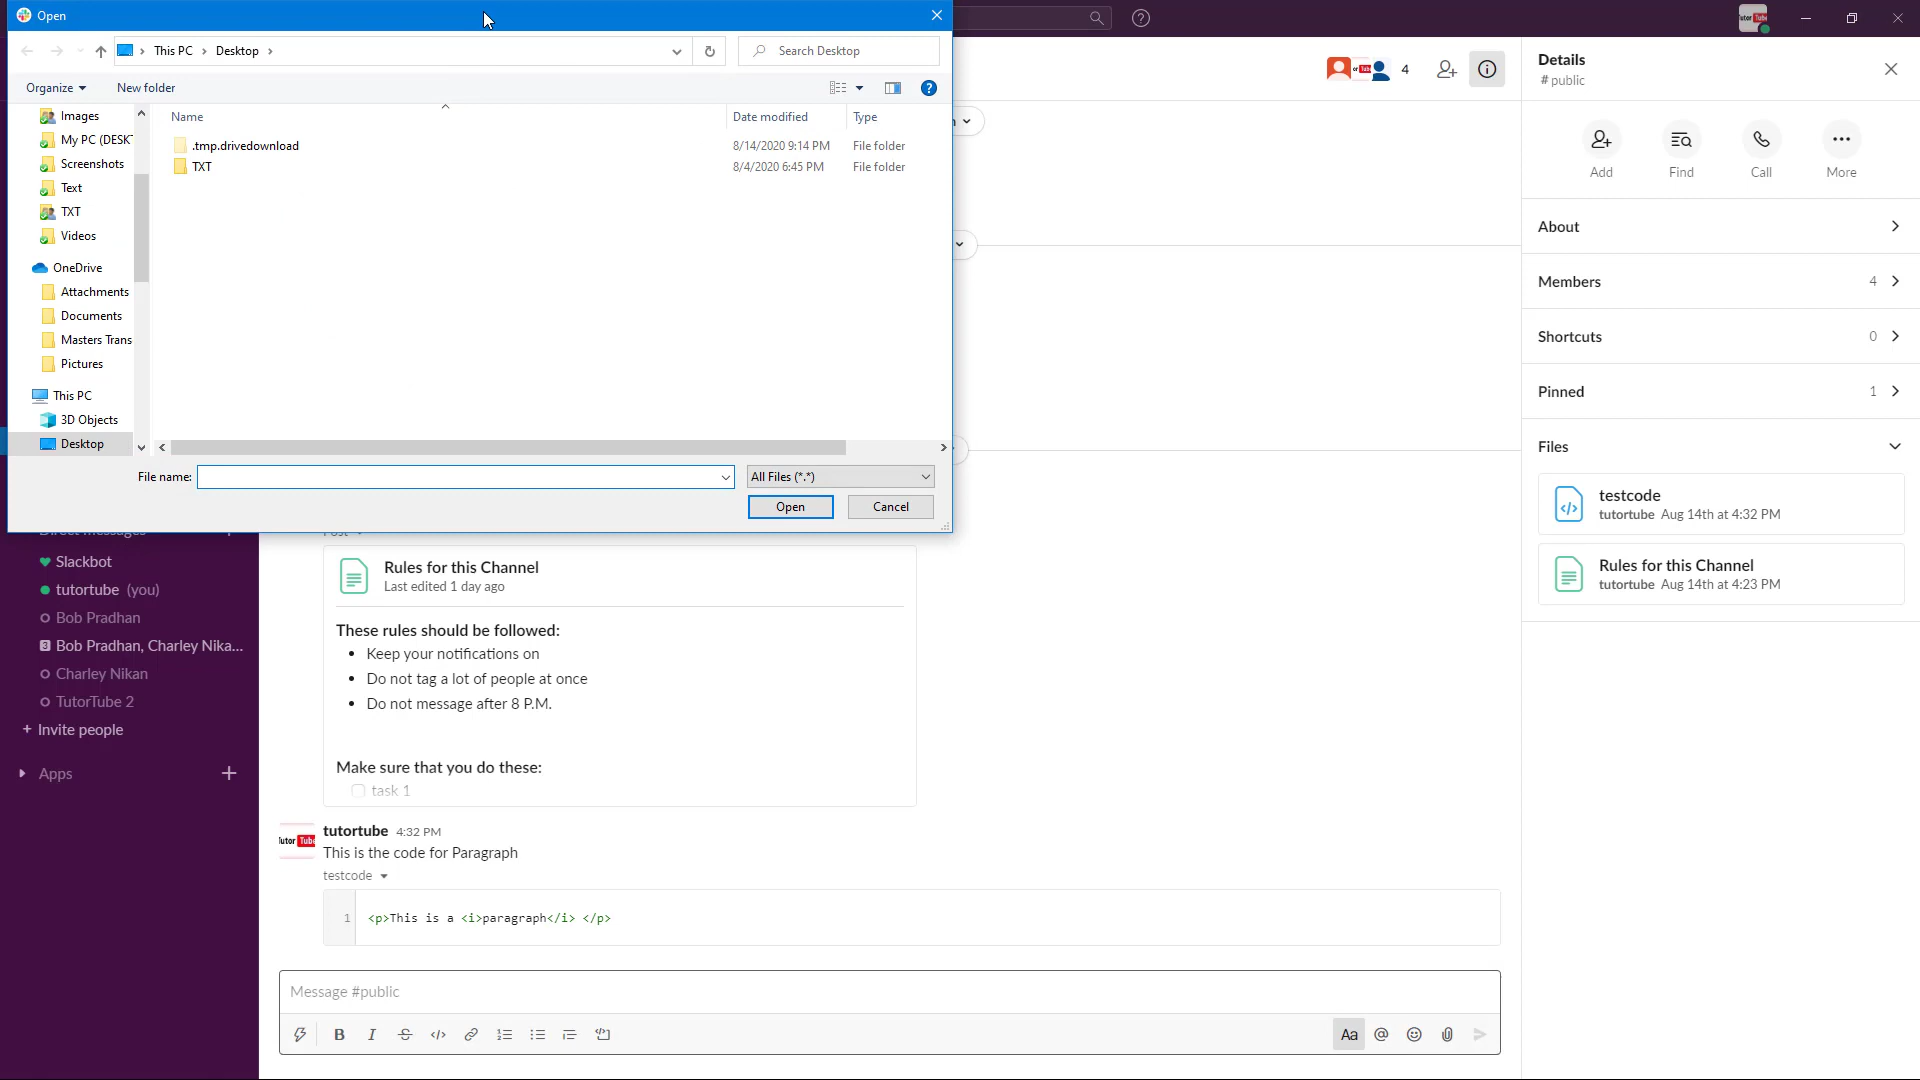 Open
This PC
Desktop
Search Desktop
Organize
New folder
Images
My PC (DESKT
Screenshots
Text
TXT
Videos
OneDrive
Attachments
Documents
Masters Trans
Pictures
This PC
3D Objects
Desktop
Name
Date modified
Type
.tmp.drivedownload
8/14/2020 9:14 PM
File folder
TXT
8/4/2020 6:45 PM
File folder
File name:
All Files (*.*)
Open
Cancel
Slackbot
tutortube (you)
Bob Pradhan
3 Bob Pradhan, Charley Nika...
Charley Nikan
TutorTube 2
+ Invite people
Apps
Rules for this Channel
Last edited 1 day ago
These rules should be followed:
• Keep your notifications on
• Do not tag a lot of people at once
• Do not message after 8 P.M.
Make sure that you do these:
task 1
tutortube 4:32 PM
This is the code for Paragraph
testcode
1 <p>This is a <i>paragraph</i> </p>
Message #public
B I S Aa @
4
Details
# public
Add
Find
Call
More
About
Members 4
Shortcuts 0
Pinned 1
Files
testcode
tutortube Aug 14th at 4:32 PM
Rules for this Channel
tutortube Aug 14th at 4:23 PM